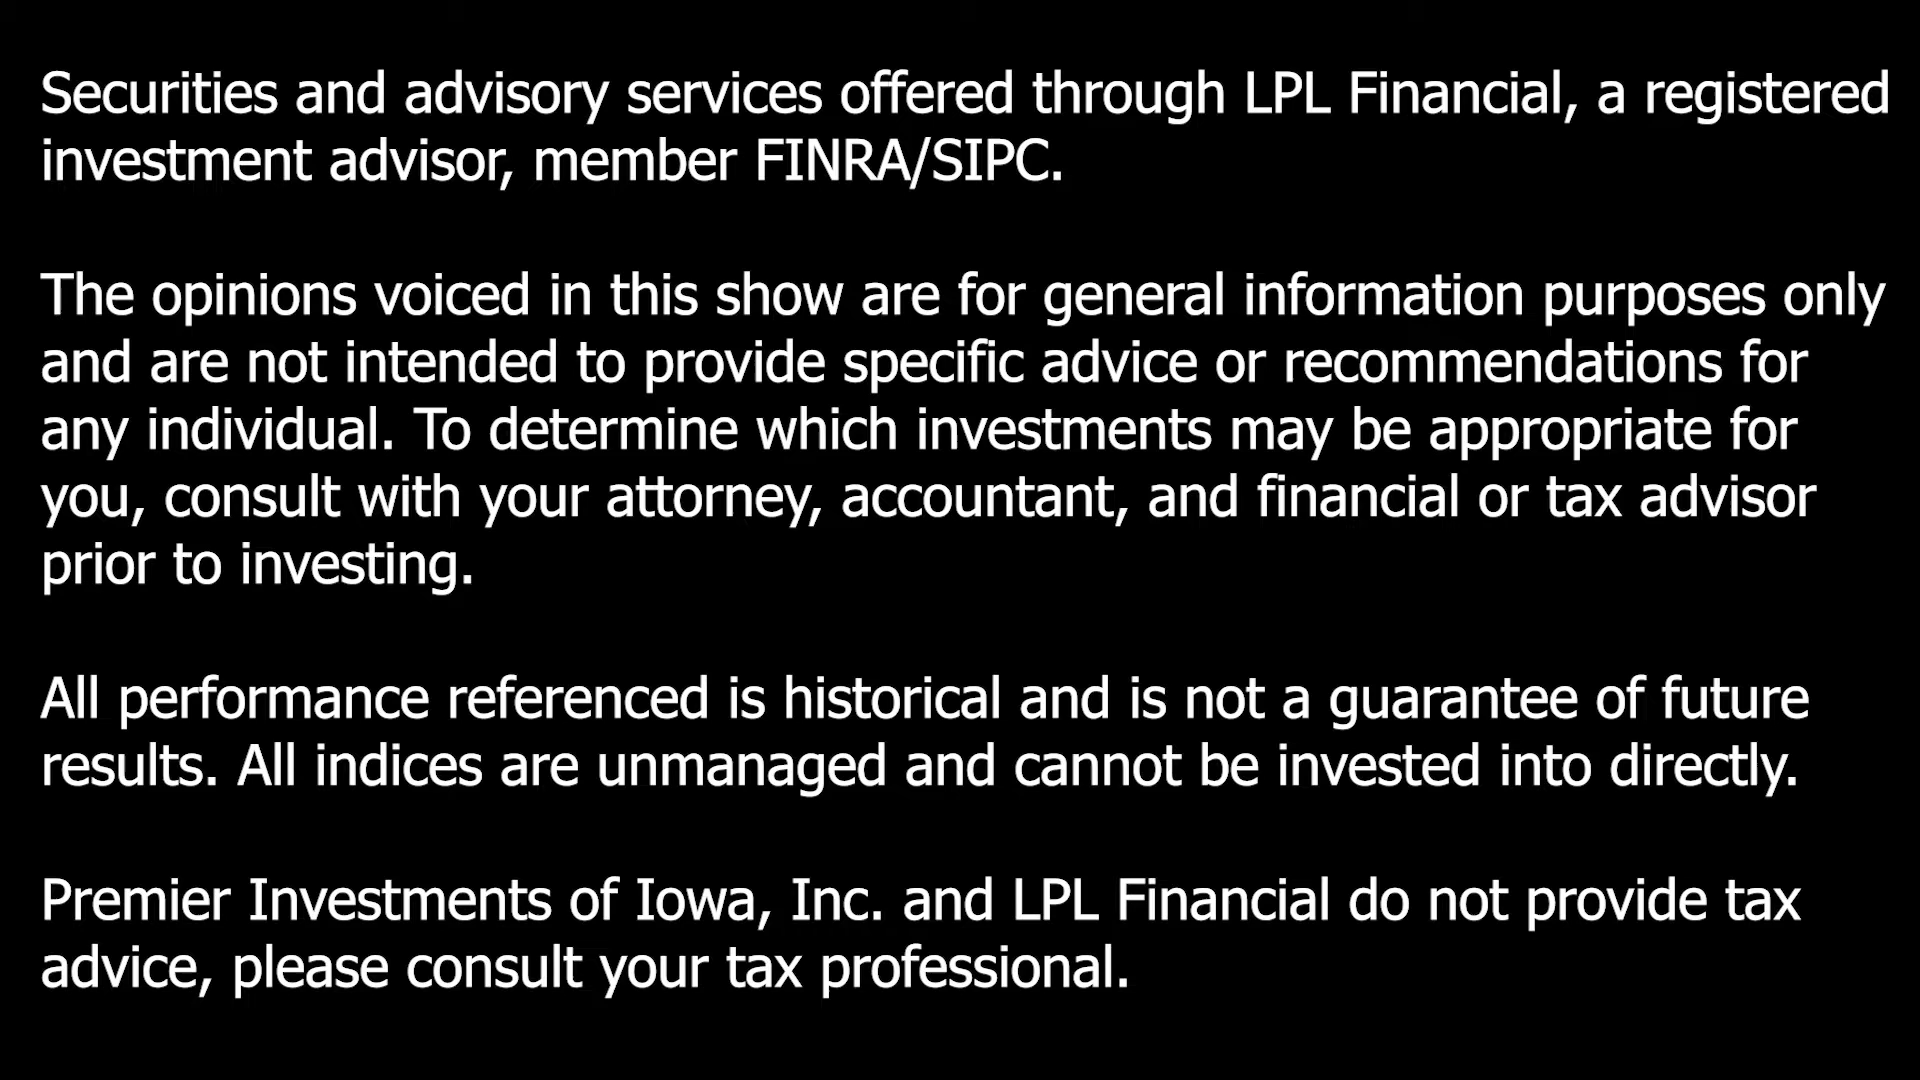 Securities and advisory services offered through LPL Financial, a registered
investment advisor, member FINRA/SIPC.
The opinions voiced in this show are for general information purposes only
and are not intended to provide specific advice or recommendations for
any individual. To determine which investments may be appropriate for
you, consult with your attorney, accountant, and financial or tax advisor
prior to investing.
All performance referenced is historical and is not a guarantee of future
results. All indices are unmanaged and cannot be invested into directly.
Premier Investments of Iowa, Inc. and LPL Financial do not provide tax
advice, please consult your tax professional.